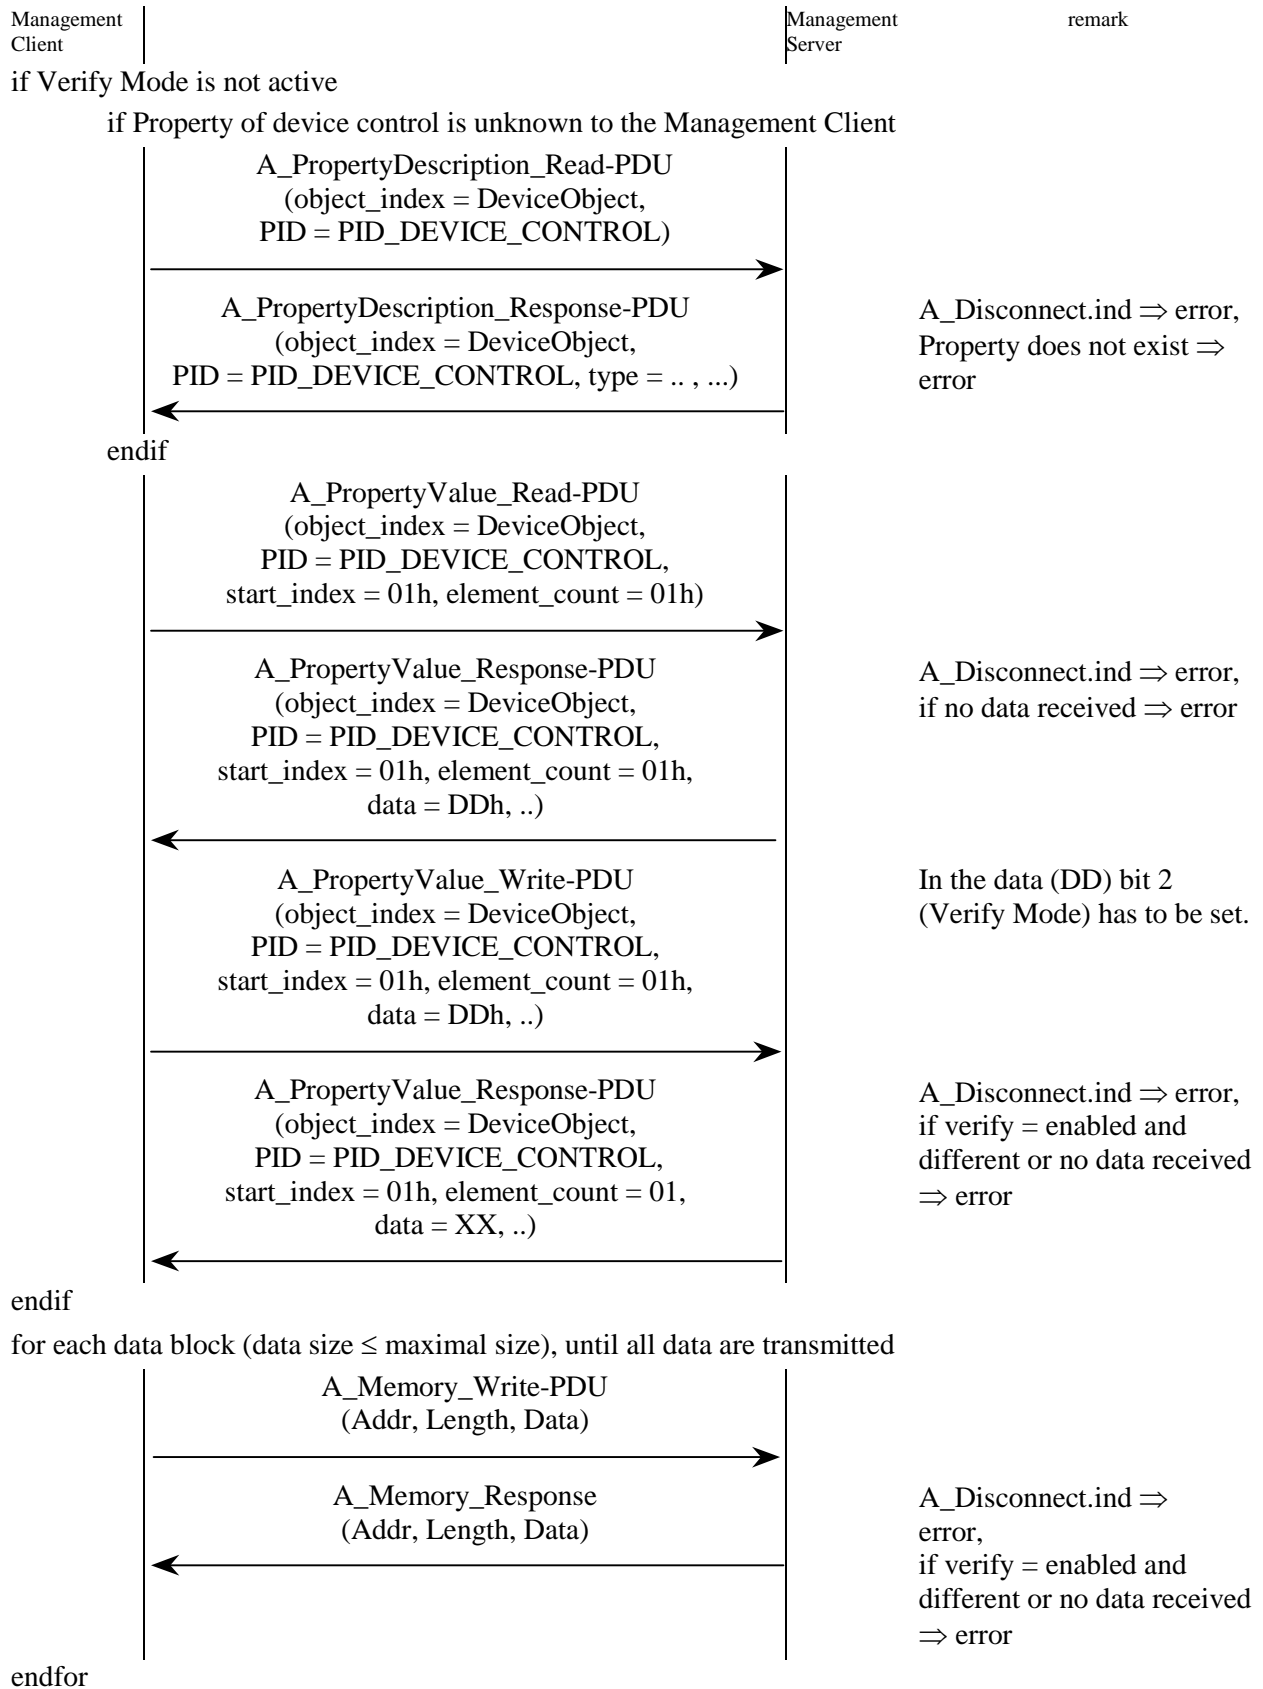 Management
Client
Management
Server
remark
if Verify Mode is not active
if Property of device control is unknown to the Management Client
A_PropertyDescription_Read-PDU
(object_index = DeviceObject,
PID = PID_DEVICE_CONTROL)
A_PropertyDescription_Response-PDU
(object_index = DeviceObject,
PID = PID_DEVICE_CONTROL, type = .. , ...)
A_Disconnect.ind ⇒ error,
Property does not exist ⇒
error
endif
A_PropertyValue_Read-PDU
(object_index = DeviceObject,
PID = PID_DEVICE_CONTROL,
start_index = 01h, element_count = 01h)
A_PropertyValue_Response-PDU
(object_index = DeviceObject,
PID = PID_DEVICE_CONTROL,
start_index = 01h, element_count = 01h,
data = DDh, ..)
A_Disconnect.ind ⇒ error,
if no data received ⇒ error
A_PropertyValue_Write-PDU
(object_index = DeviceObject,
PID = PID_DEVICE_CONTROL,
start_index = 01h, element_count = 01h,
data = DDh, ..)
In the data (DD) bit 2
(Verify Mode) has to be set.
A_PropertyValue_Response-PDU
(object_index = DeviceObject,
PID = PID_DEVICE_CONTROL,
start_index = 01h, element_count = 01,
data = XX, ..)
A_Disconnect.ind ⇒ error,
if verify = enabled and
different or no data received
⇒ error
endif
for each data block (data size ≤ maximal size), until all data are transmitted
A_Memory_Write-PDU
(Addr, Length, Data)
A_Memory_Response
(Addr, Length, Data)
A_Disconnect.ind ⇒
error,
if verify = enabled and
different or no data received
⇒ error
endfor